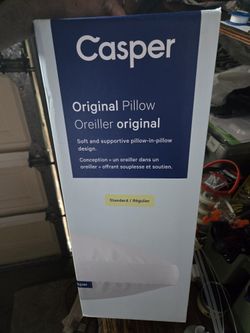 Casper
Original Pillow
Oreiller original
Soft and supportive pillow-in-pillow
design.
Conception « un oreiller dans un
oreiller » offrant souplesse et soutien.
Standard / Régulier